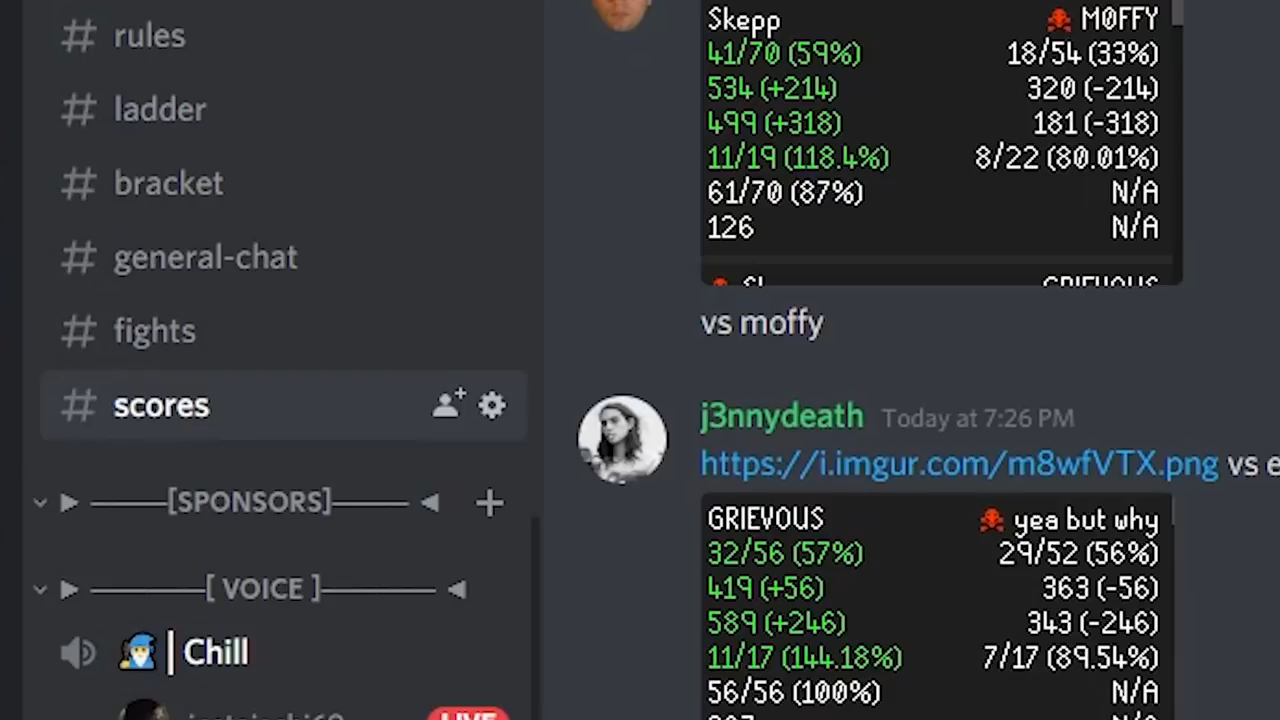 # rules
# ladder
# bracket
# general-chat
# fights
# scores
[SPONSORS]
[ VOICE ]
| Chill
LIVE
Skepp MØFFY
41/70 (59%) 18/54 (33%)
534 (+214) 320 (-214)
499 (+318) 181 (-318)
11/19 (118.4%) 8/22 (80.01%)
61/70 (87%) N/A
126 N/A
GRIEVOUS
vs moffy
j3nnydeath Today at 7:26 PM
https://i.imgur.com/m8wfVTX.png vs
GRIEVOUS yea but why
32/56 (57%) 29/52 (56%)
419 (+56) 363 (-56)
589 (+246) 343 (-246)
11/17 (144.18%) 7/17 (89.54%)
56/56 (100%) N/A